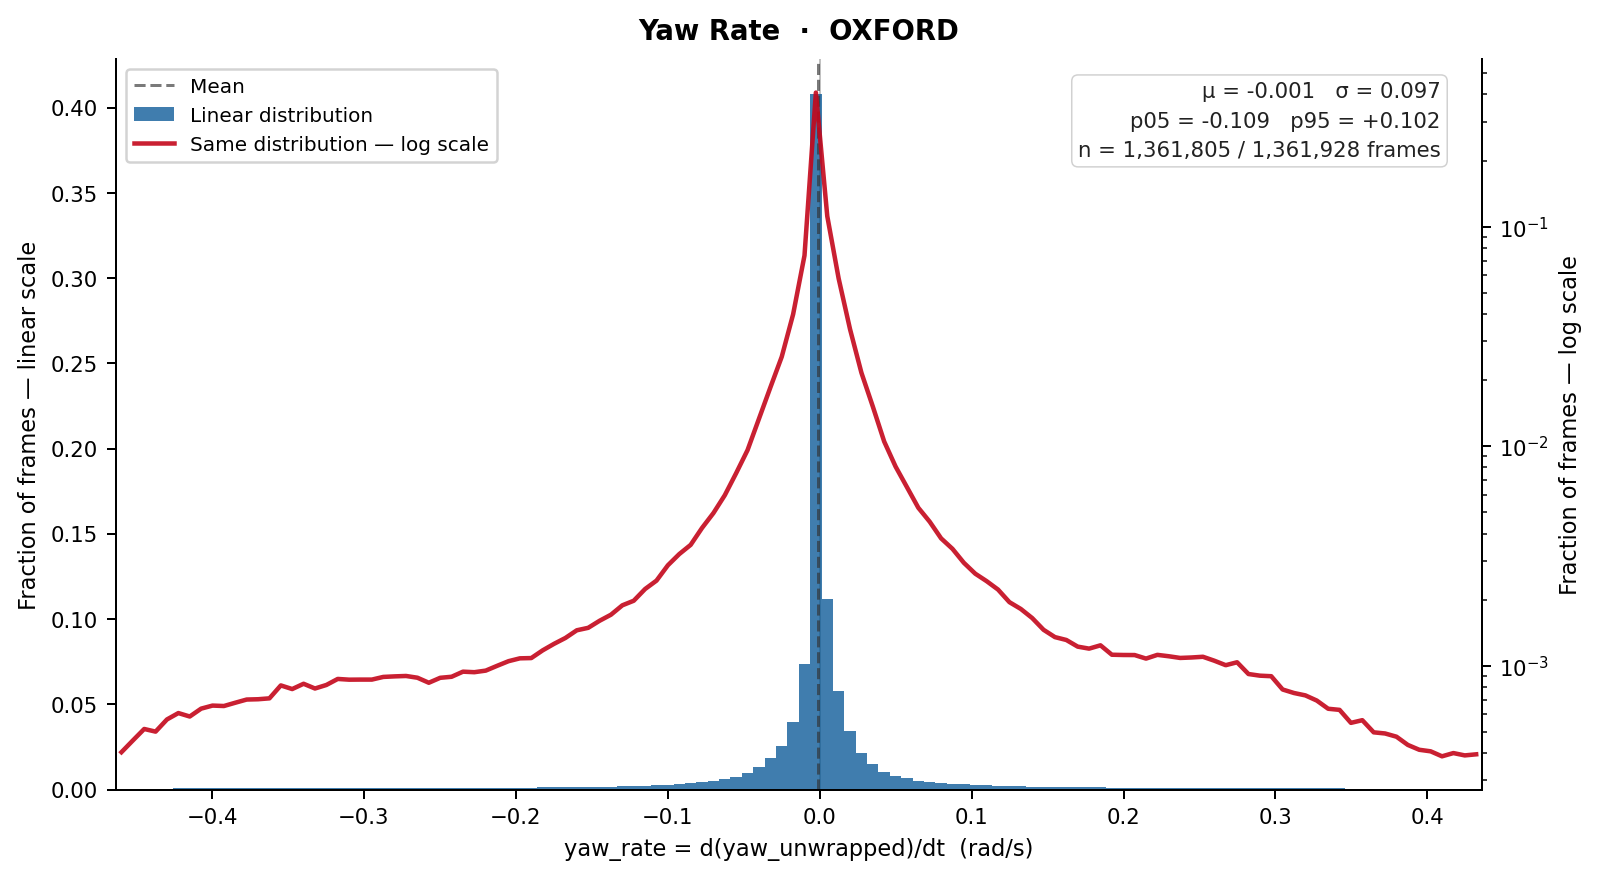 Yaw Rate · OXFORD
Mean
Linear distribution
Same distribution — log scale
μ = -0.001 σ = 0.097
p05 = -0.109 p95 = +0.102
n = 1,361,805 / 1,361,928 frames
Fraction of frames — linear scale
0.40
0.35
0.30
0.25
0.20
0.15
0.10
0.05
0.00
10⁻¹
10⁻²
10⁻³
Fraction of frames — log scale
−0.4 −0.3 −0.2 −0.1 0.0 0.1 0.2 0.3 0.4
yaw_rate = d(yaw_unwrapped)/dt (rad/s)